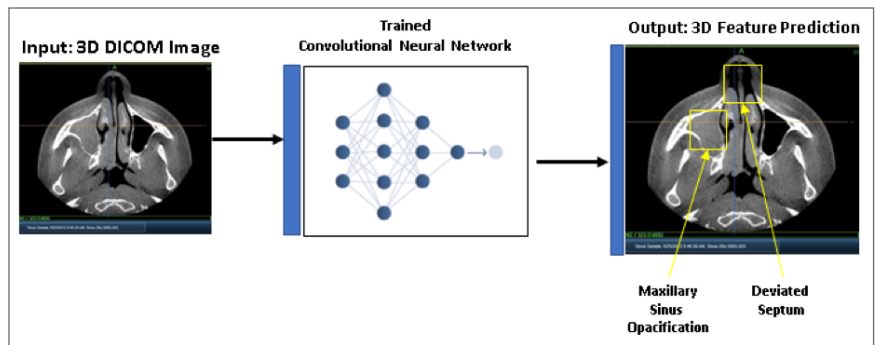 Input: 3D DICOM Image
Trained
Convolutional Neural Network
Output: 3D Feature Prediction
A
A
Maxillary
Sinus
Opacification
Deviated
Septum